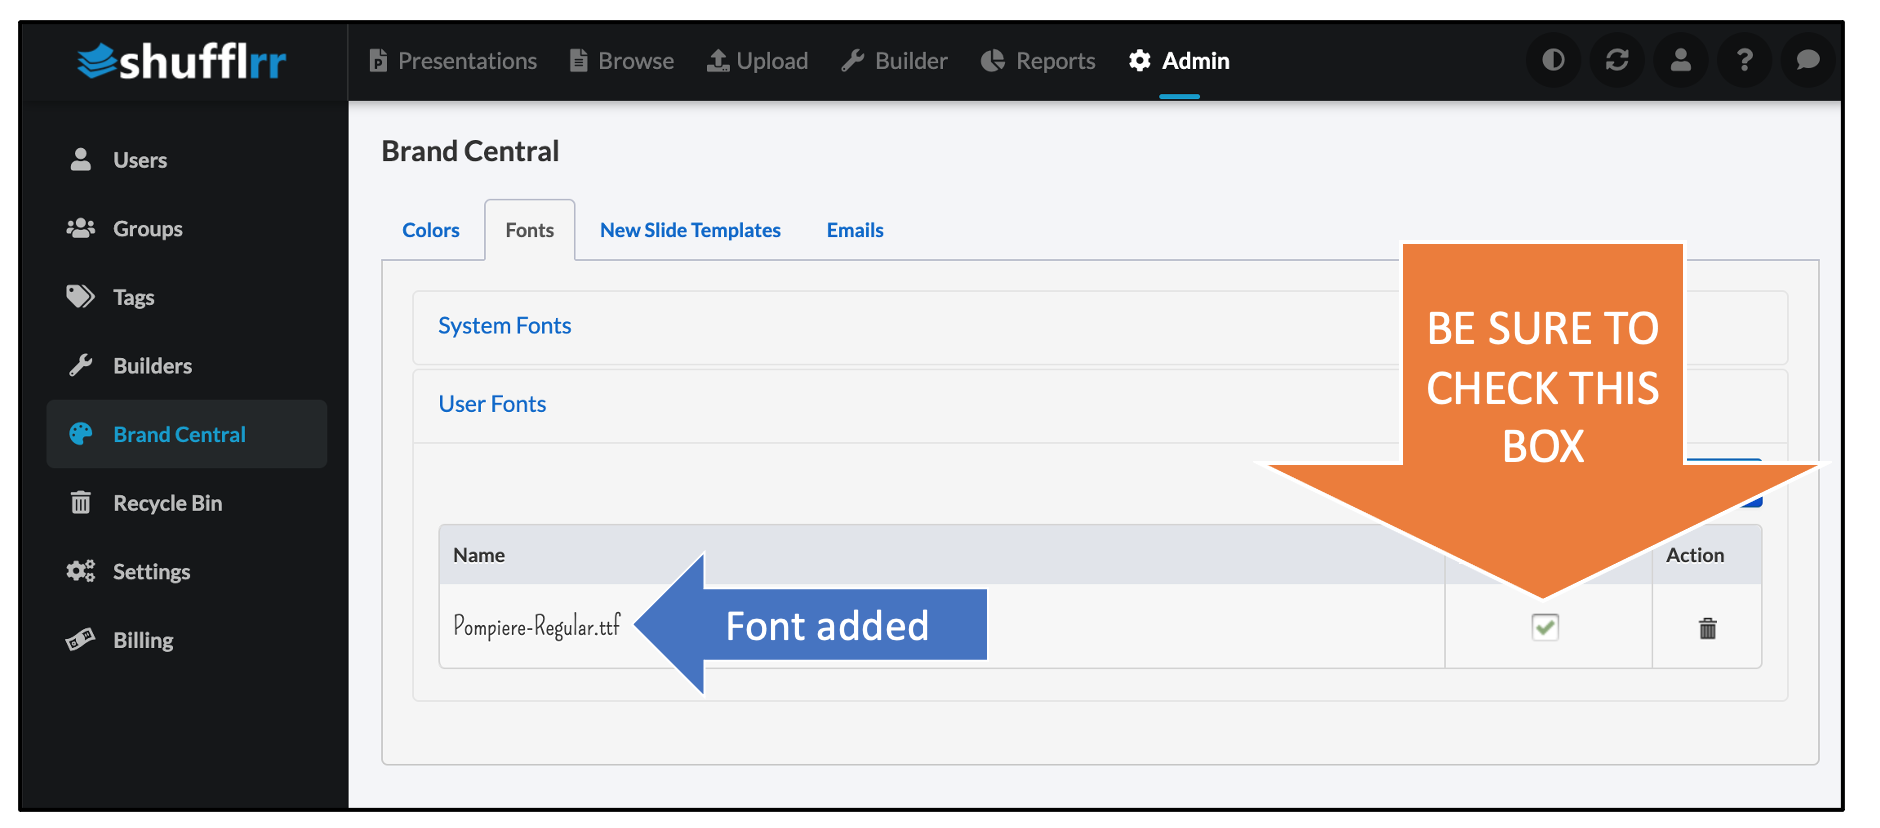 shufflrr
Presentations
Browse
Upload
Builder
Reports
Admin
?
Users
Groups
Tags
Builders
Brand Central
Recycle Bin
Settings
Billing
Brand Central
Colors
Fonts
New Slide Templates
Emails
System Fonts
User Fonts
BE SURE TO
CHECK THIS
BOX
Name
Action
Pompiere-Regular.ttf
Font added